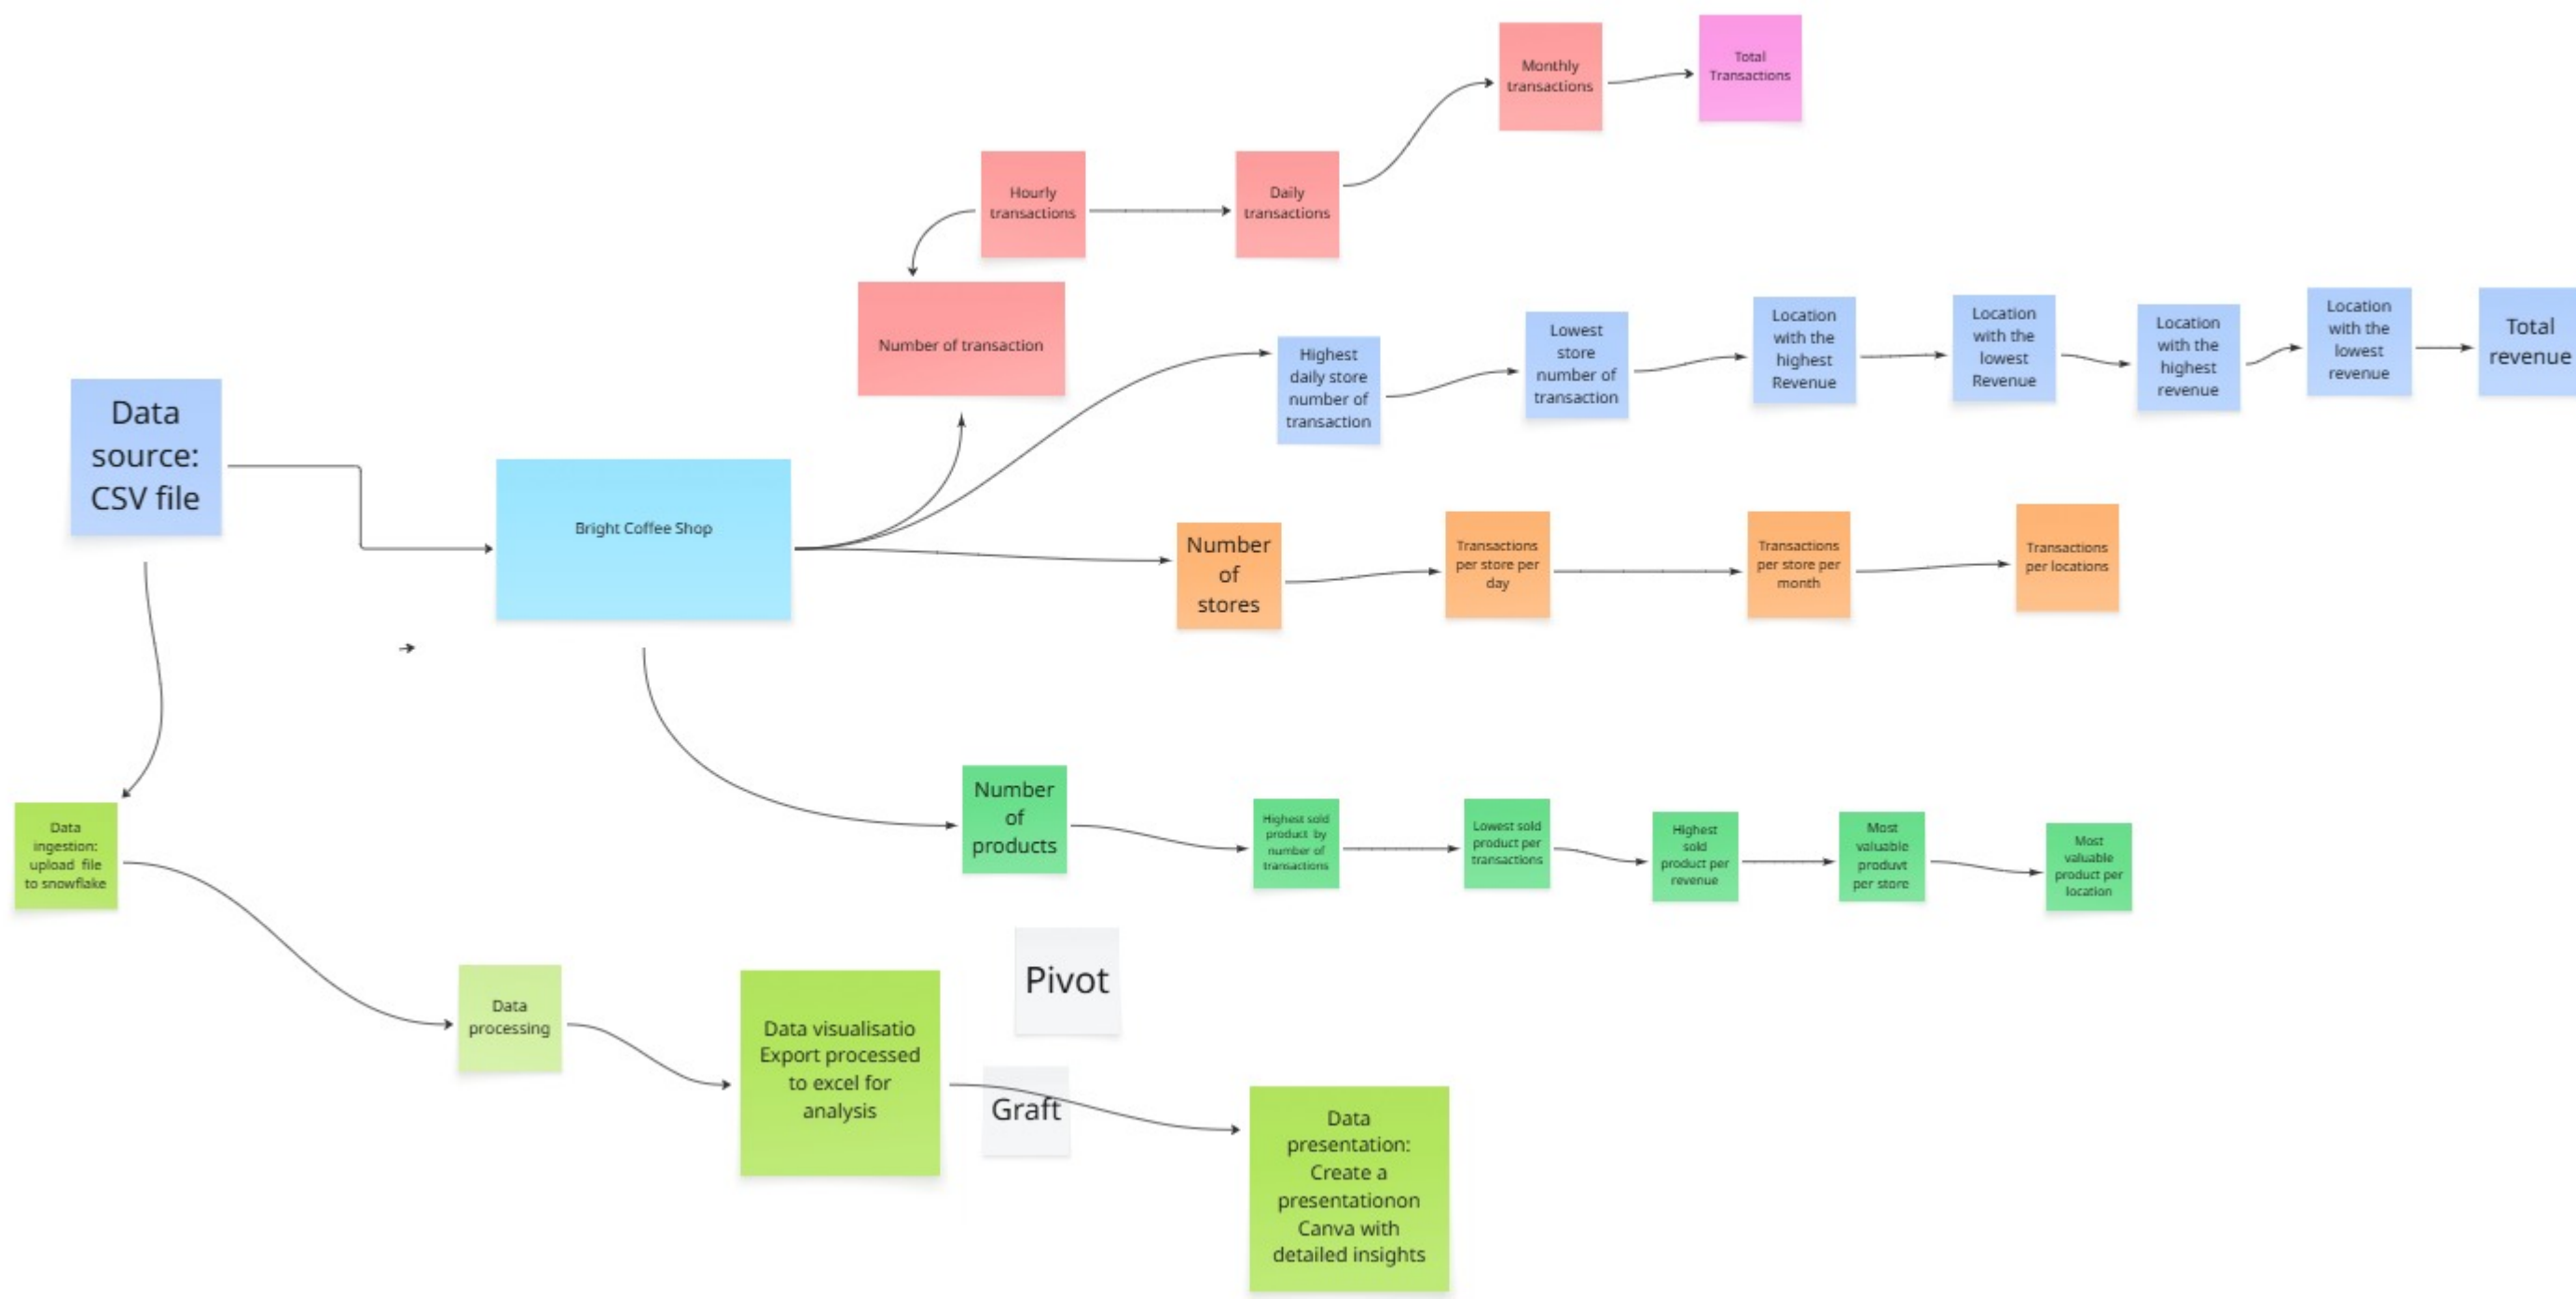 Monthly
transactions
Total
Transactions
Hourly
transactions
Daily
transactions
Number of transaction
Highest
daily store
number of
transaction
Lowest
store
number of
transaction
Location
with the
highest
Revenue
Location
with the
lowest
Revenue
Location
with the
highest
revenue
Location
with the
lowest
revenue
Total
revenue
Data
source:
CSV file
Bright Coffee Shop
Number
of
stores
Transactions
per store per
day
Transactions
per store per
month
Transactions
per locations
Number
of
products
Highest sold
product by
number of
transactions
Lowest sold
product per
transactions
Highest
sold
product per
revenue
Most
valuable
produvt
per store
Most
valuable
product per
location
Data
ingestion:
upload file
to snowflake
Data
processing
Data visualisatio
Export processed
to excel for
analysis
Pivot
Graft
Data
presentation:
Create a
presentationon
Canva with
detailed insights